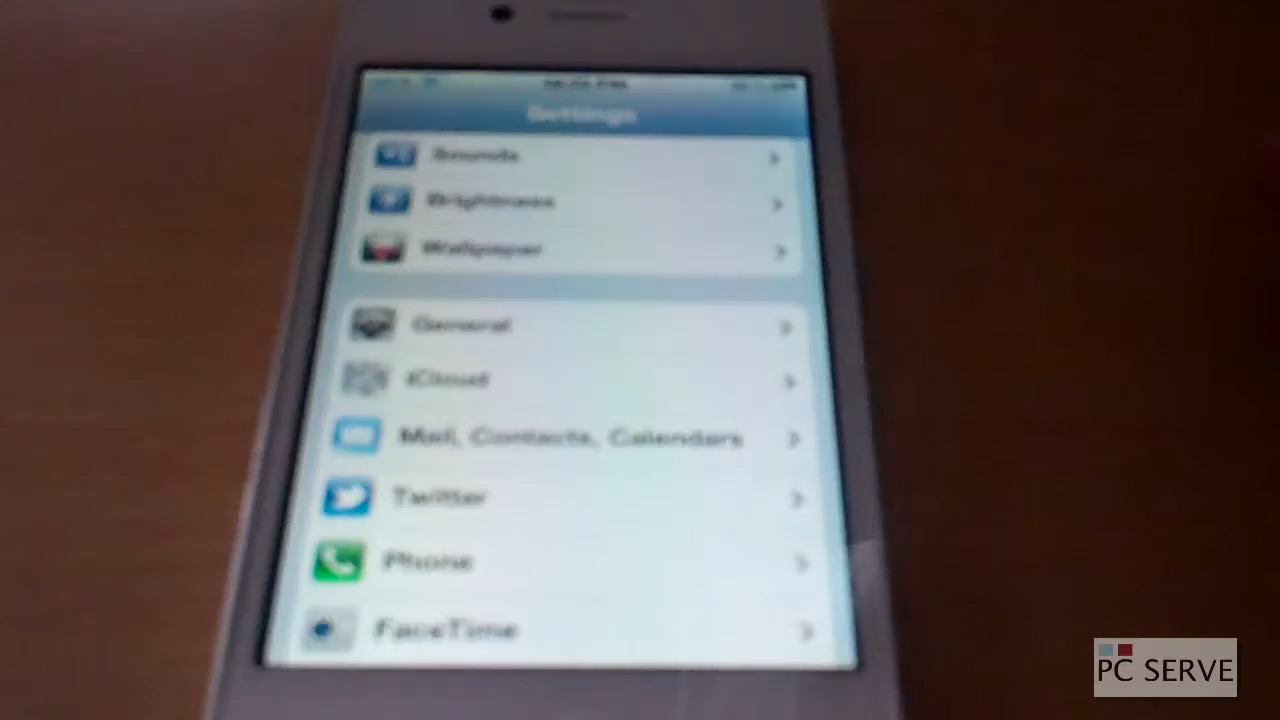 Settings
Sounds
Brightness
Wallpaper
General
iCloud
Mail, Contacts, Calendars
Twitter
Phone
FaceTime
PC SERVE